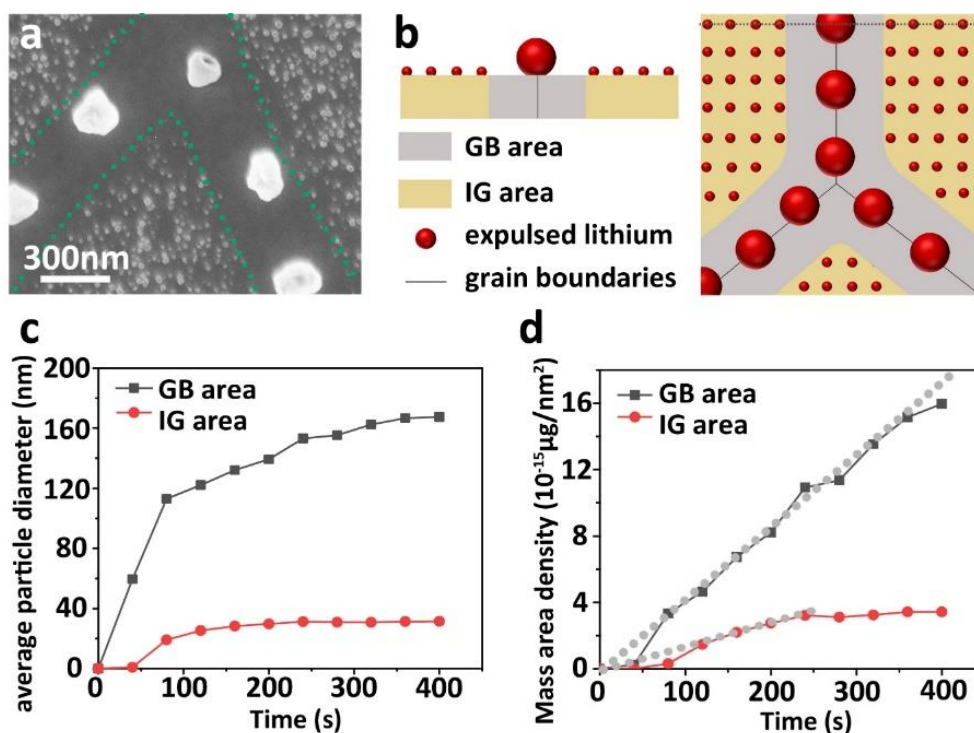 a
300nm
b
GB area
IG area
expulsed lithium
grain boundaries
c
average particle diameter (nm)
200
160
120
80
40
0
GB area
IG area
0 100 200 300 400
Time (s)
d
Mass area density (10⁻¹⁵μg/nm²)
16
12
8
4
0
GB area
IG area
0 100 200 300 400
Time (s)